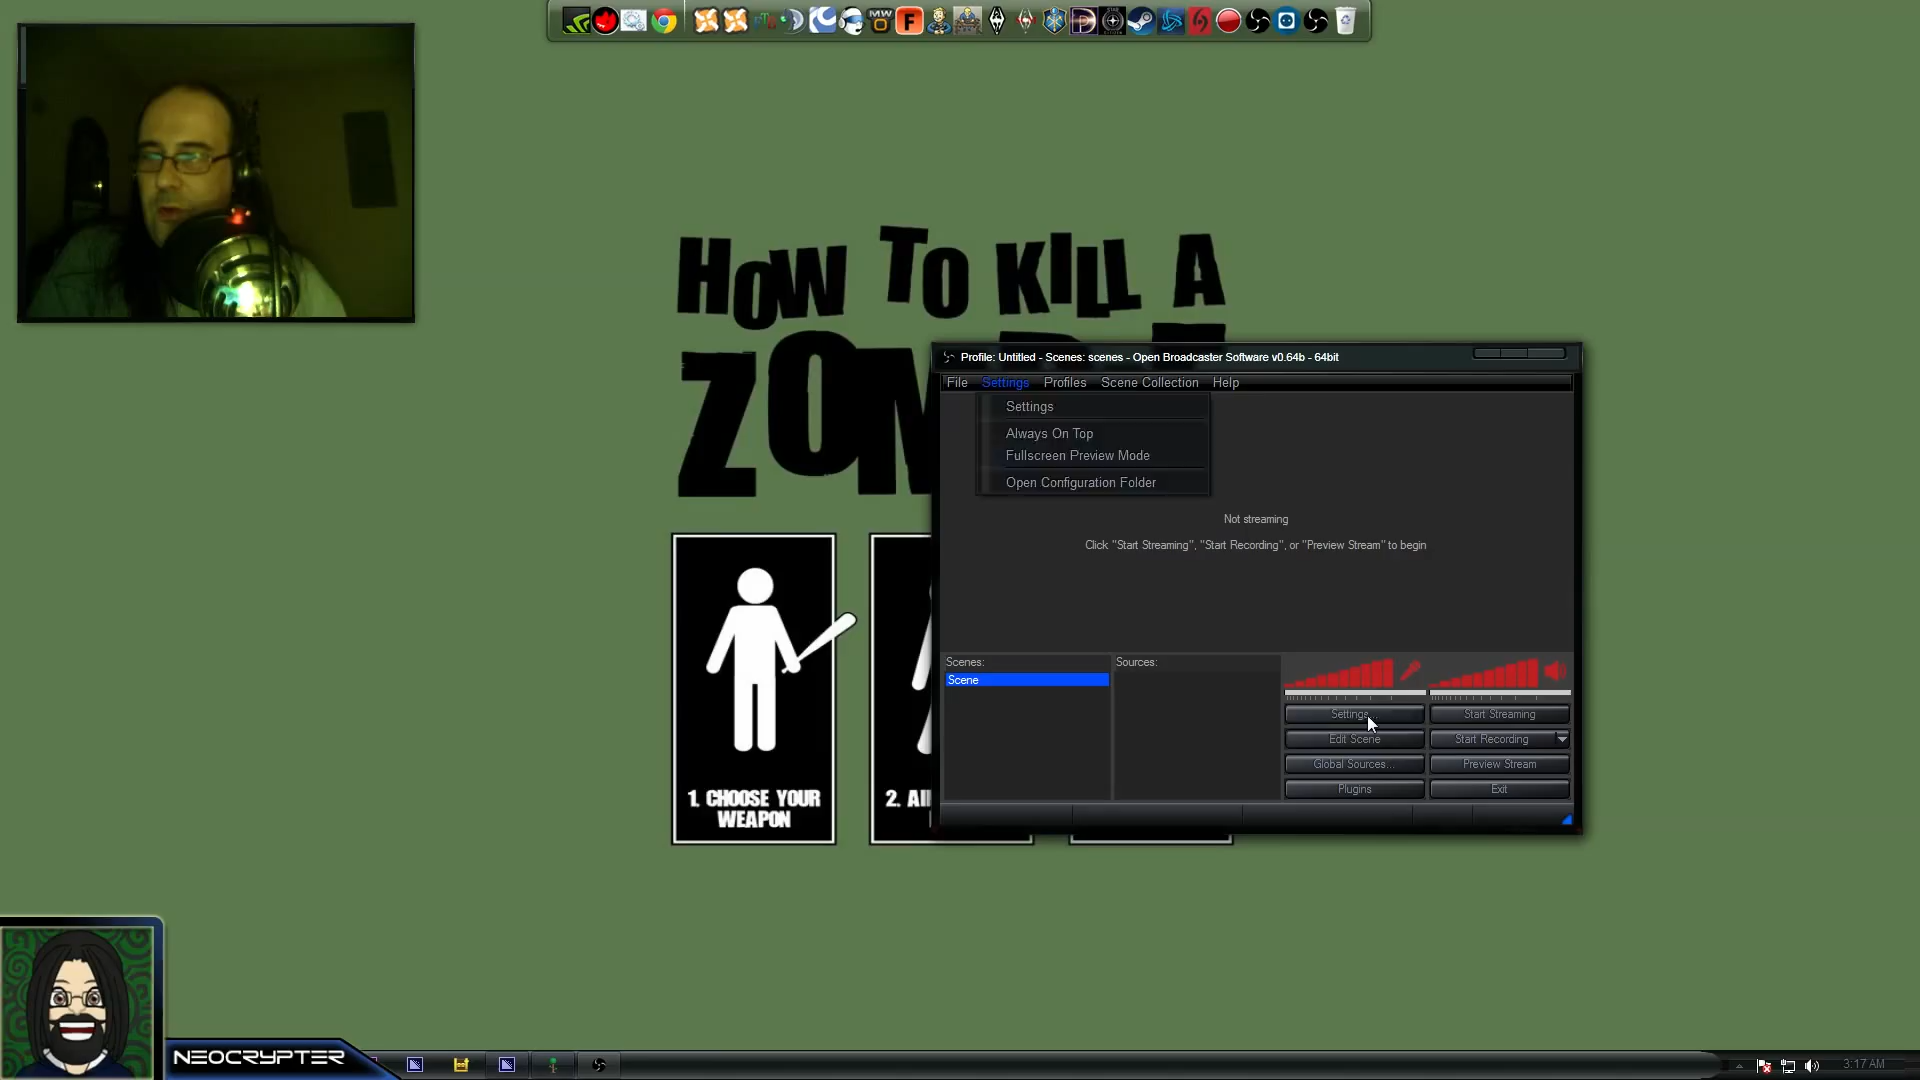 HOW TO KILL A
Profile: Untitled - Scenes: scenes - Open Broadcaster Software v0.64b - 64bit
File Settings Profiles Scene Collection Help
Settings
Always On Top
Fullscreen Preview Mode
Open Configuration Folder
Not streaming
Click "Start Streaming", "Start Recording", or "Preview Stream" to begin
Scenes:
Sources:
Scene
Settings...
Start Streaming
Edit Scene
Start Recording
Global Sources...
Preview Stream
Plugins
Exit
1. CHOOSE YOUR
WEAPON
2. AI
NEOCRYPTER
3:17 AM